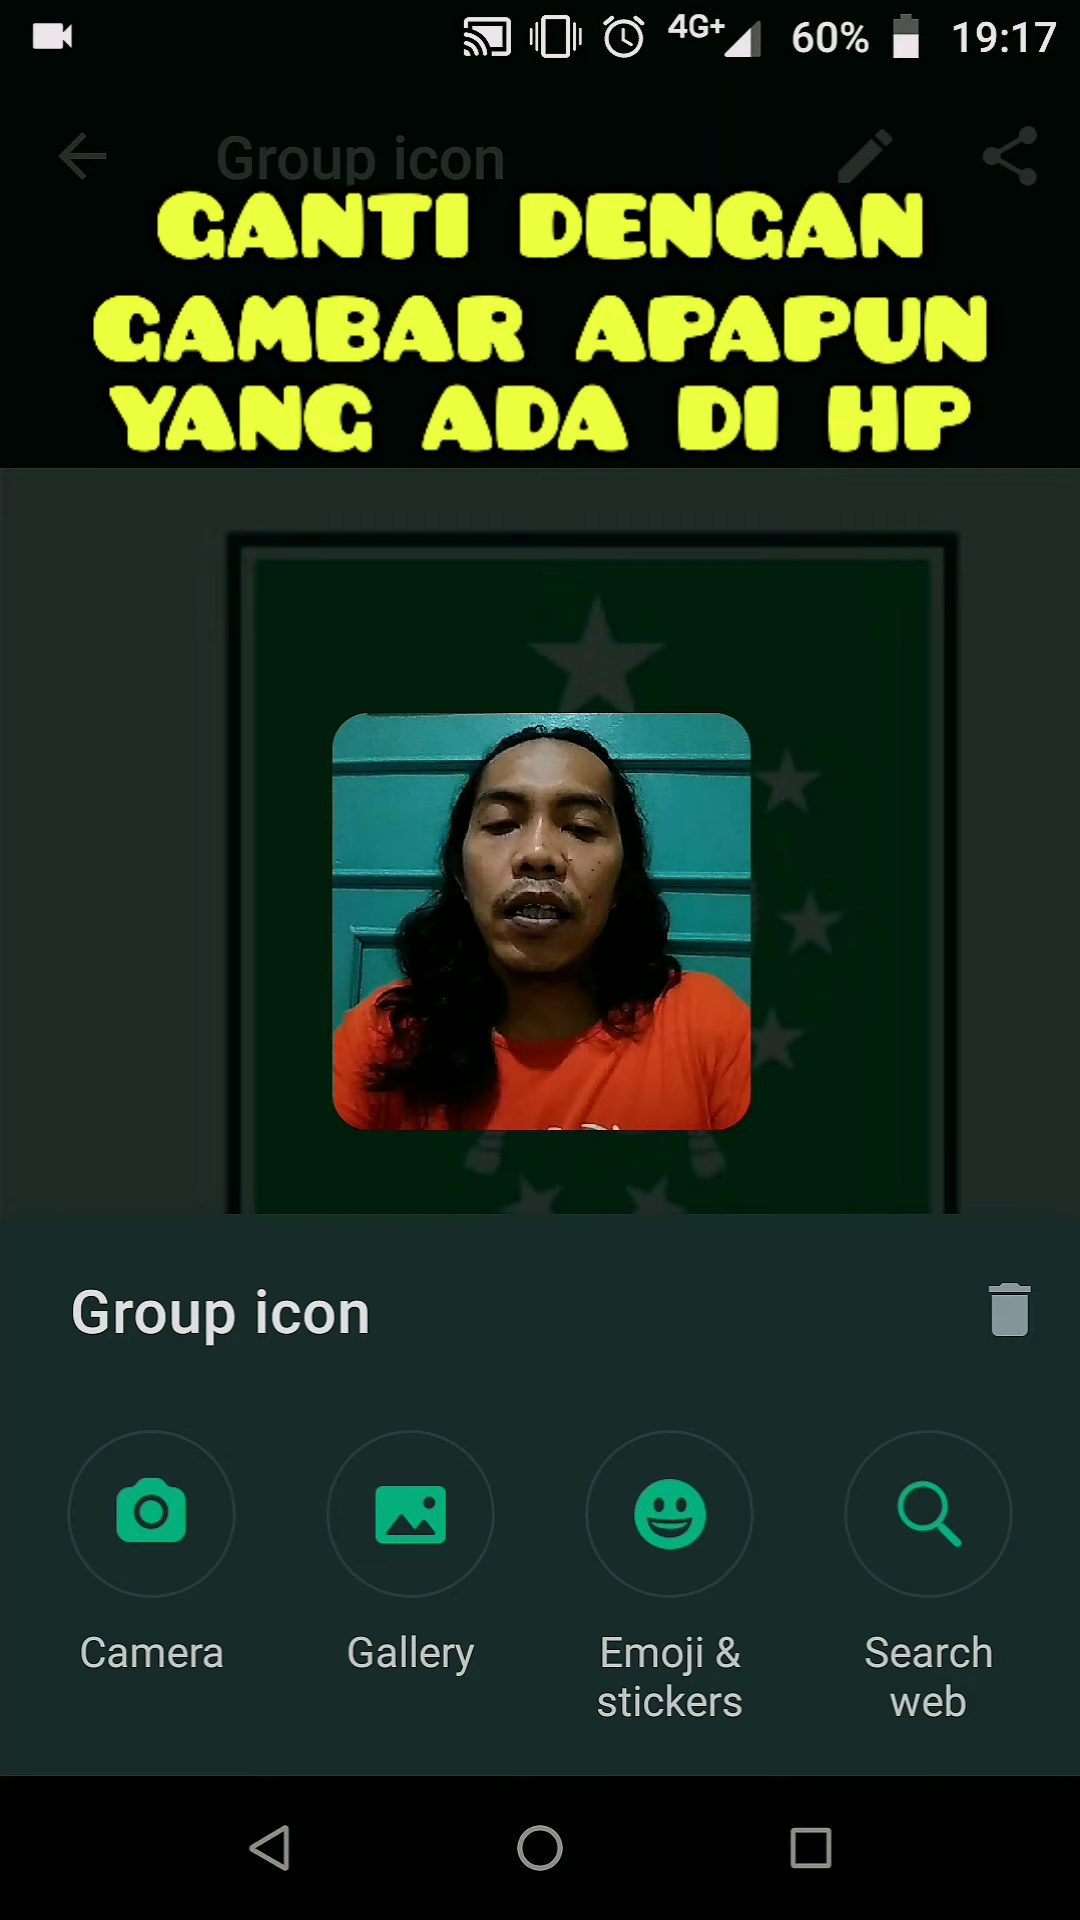 4G+ 60% 19:17
Group icon
GANTI DENGAN
GAMBAR APAPUN
YANG ADA DI HP
Group icon
Camera
Gallery
Emoji &
stickers
Search
web